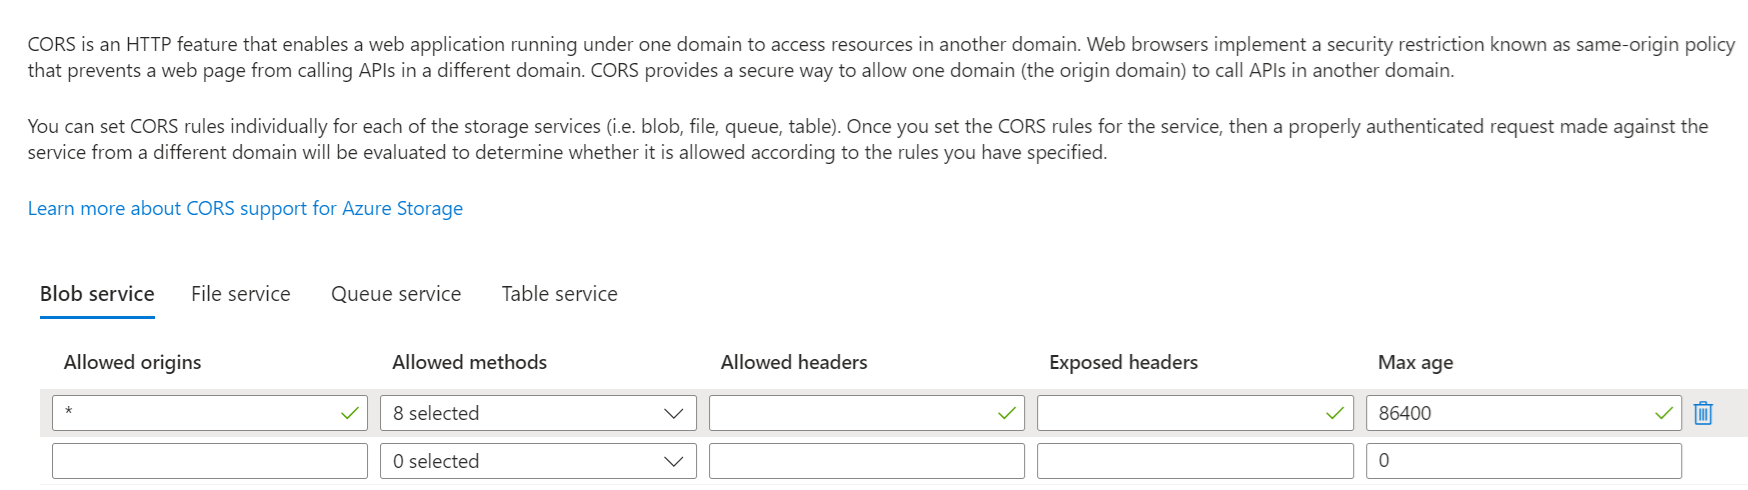 CORS is an HTTP feature that enables a web application running under one domain to access resources in another domain. Web browsers implement a security restriction known as same-origin policy
that prevents a web page from calling APIs in a different domain. CORS provides a secure way to allow one domain (the origin domain) to call APIs in another domain.
You can set CORS rules individually for each of the storage services (i.e. blob, file, queue, table). Once you set the CORS rules for the service, then a properly authenticated request made against the
service from a different domain will be evaluated to determine whether it is allowed according to the rules you have specified.
Learn more about CORS support for Azure Storage
Blob service File service Queue service Table service
Allowed origins Allowed methods Allowed headers Exposed headers Max age
* 8 selected 86400
0 selected 0